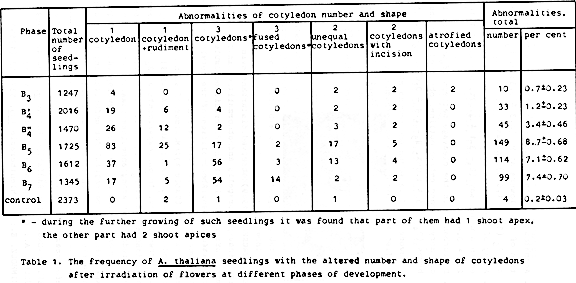 Abnormalities of cotyledon number and shape Abnormalities, total
Phase Total number of seed-lings 1 cotyledon 1 cotyledon +rudiment 3 cotyledons* 3 fused cotyledons* 2 unequal cotyledons 2 cotyledons with incision atrofied cotyledons number per cent
B3 1247 4 0 0 0 2 2 2 10 0.7±0.23
B'4 2016 19 6 4 0 2 2 0 33 1.2±0.23
B"4 1470 26 12 2 0 3 2 0 45 3.4±0.46
B5 1725 83 25 17 2 17 5 0 149 8.7±0.68
B6 1612 37 1 56 3 13 4 0 114 7.1±0.62
B7 1345 17 5 54 14 2 2 0 99 7.4±0.70
control 2373 0 2 1 0 1 0 0 4 0.2±0.03
* - during the further growing of such seedlings it was found that part of them had 1 shoot apex,
the other part had 2 shoot apices
Table 1. The frequency of A. thaliana seedlings with the altered number and shape of cotyledons
after irradiation of flowers at different phases of development.